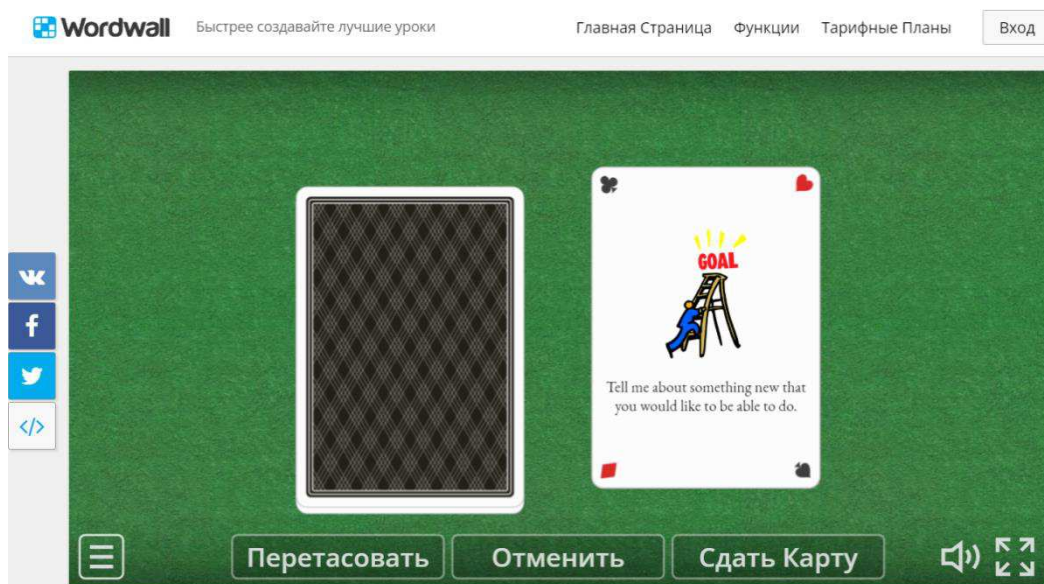 Wordwall
Быстрее создавайте лучшие уроки
Главная Страница
Функции
Тарифные Планы
Вход
GOAL
Tell me about something new that
you would like to be able to do.
f
</>
Перетасовать
Отменить
Сдать Карту